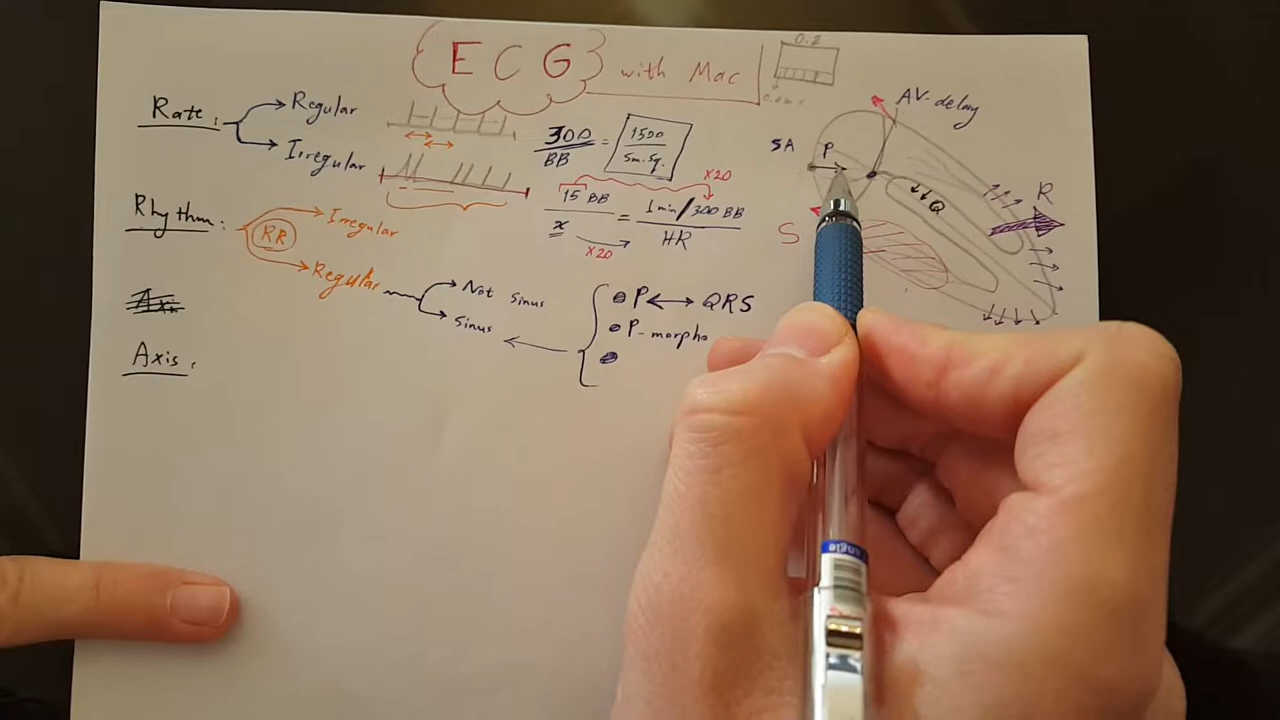 ECG with Mac
0.2
Rate:
Regular
Irregular
300
BB
=
1500
Sm.Sq.
x20
15 BB
x
=
1 min/300 BB
HR
x20
Rhythm:
RR
Irregular
Regular
Not sinus
Sinus
P ↔ QRS
P-morpho
Axis:
SA
P
AV-delay
Q
R
S
angle